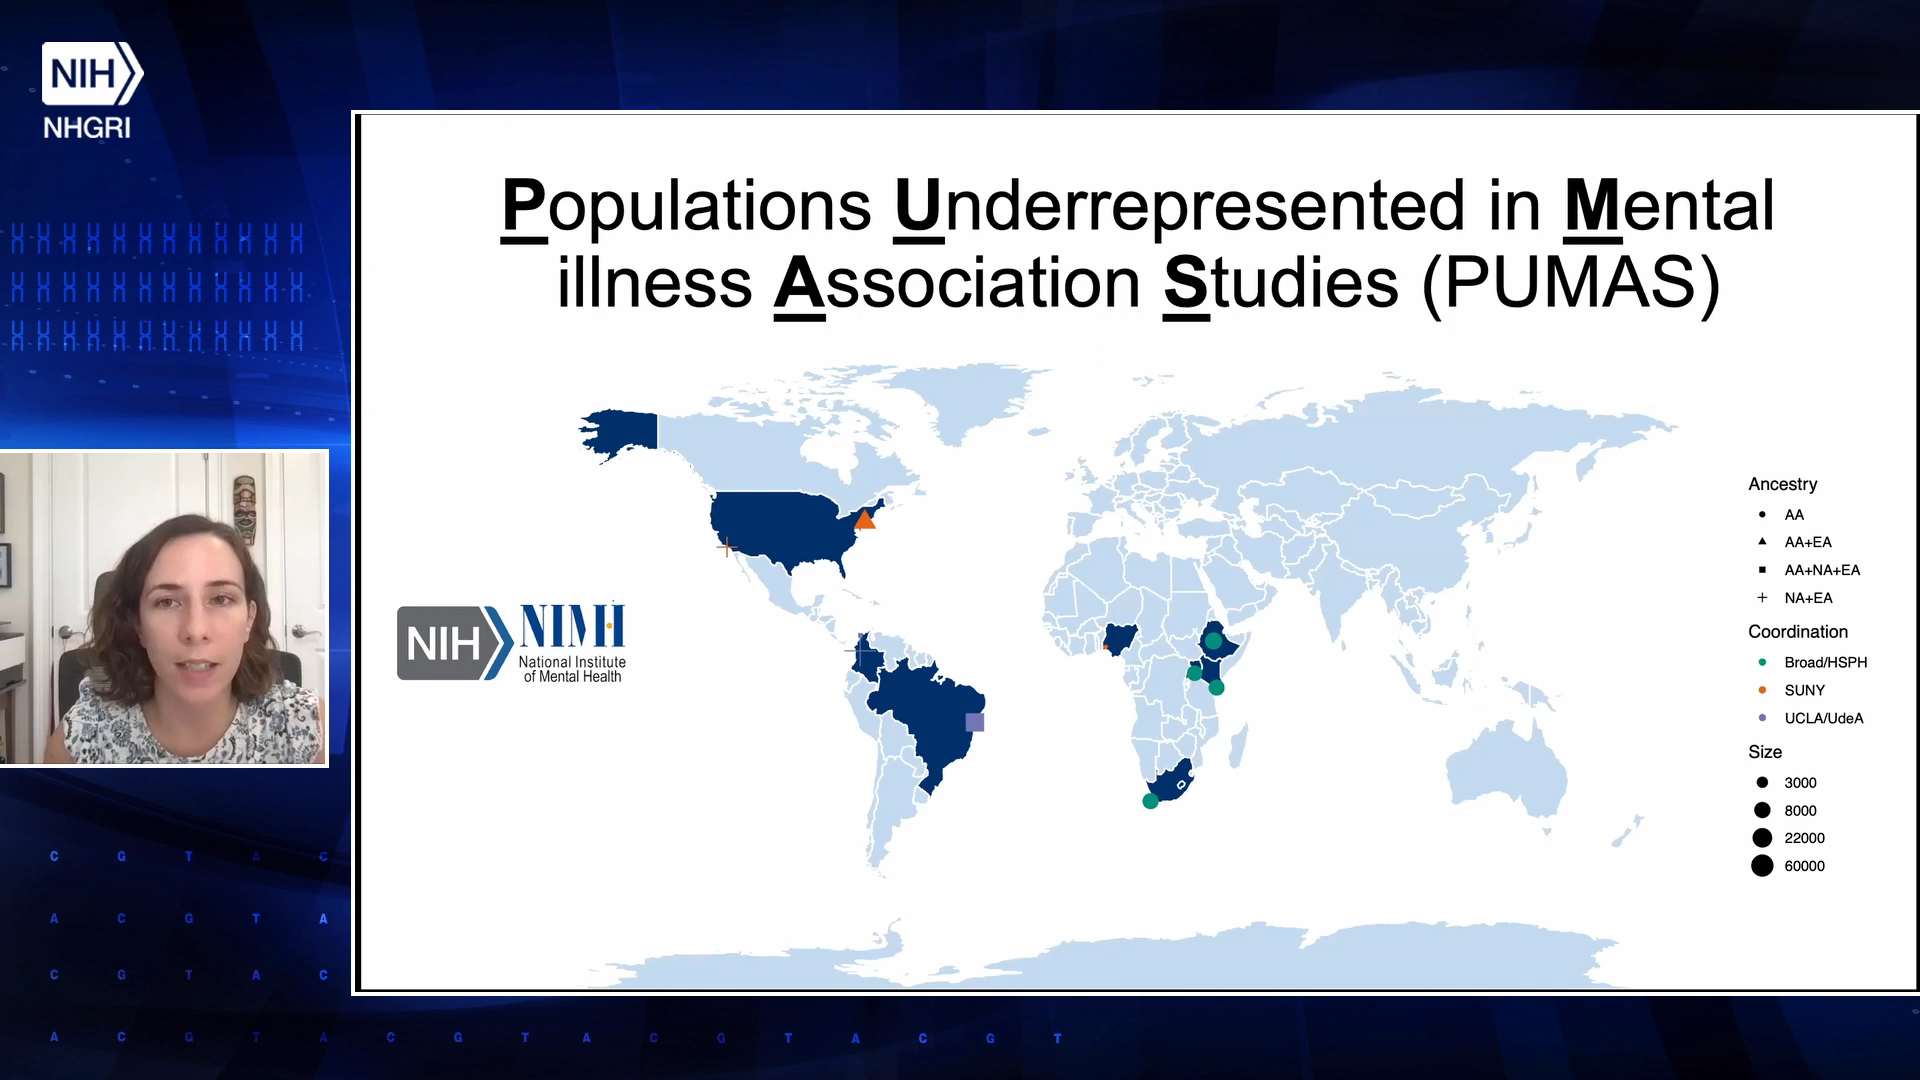 NIH
NHGRI
Populations Underrepresented in Mental
illness Association Studies (PUMAS)
NIH
NIMH
National Institute
of Mental Health
Ancestry
AA
AA+EA
AA+NA+EA
NA+EA
Coordination
Broad/HSPH
SUNY
UCLA/UdeA
Size
3000
8000
22000
60000
C G T A C
A C G T A
C G T A C
A C G T A C G T A C G T A C G T